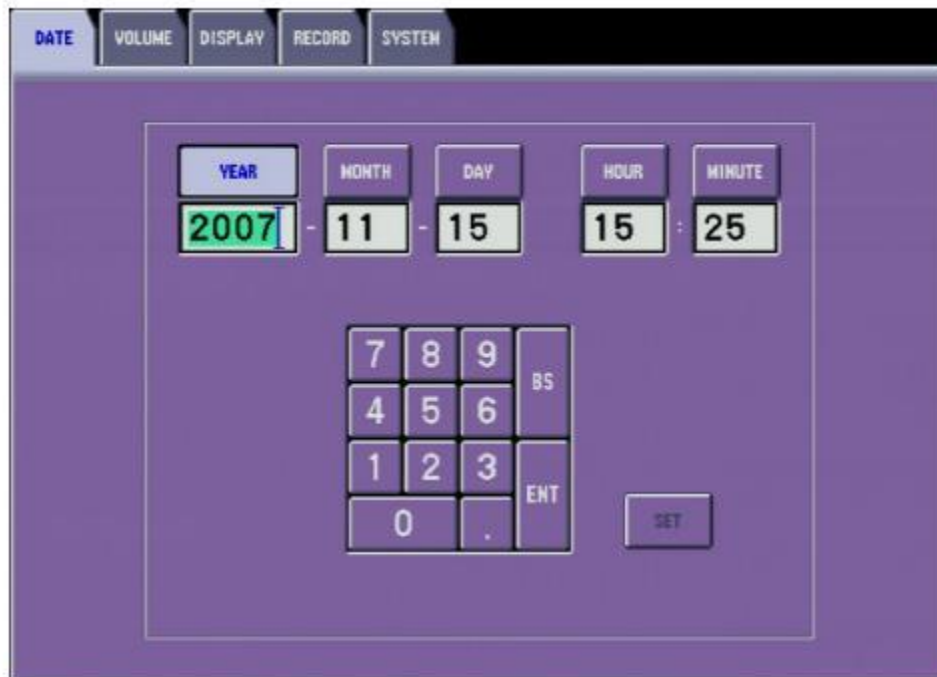 DATE VOLUME DISPLAY RECORD SYSTEM
YEAR MONTH DAY HOUR MINUTE
2007 - 11 - 15 15 : 25
7 8 9 BS
4 5 6
1 2 3 ENT
0 .
SET